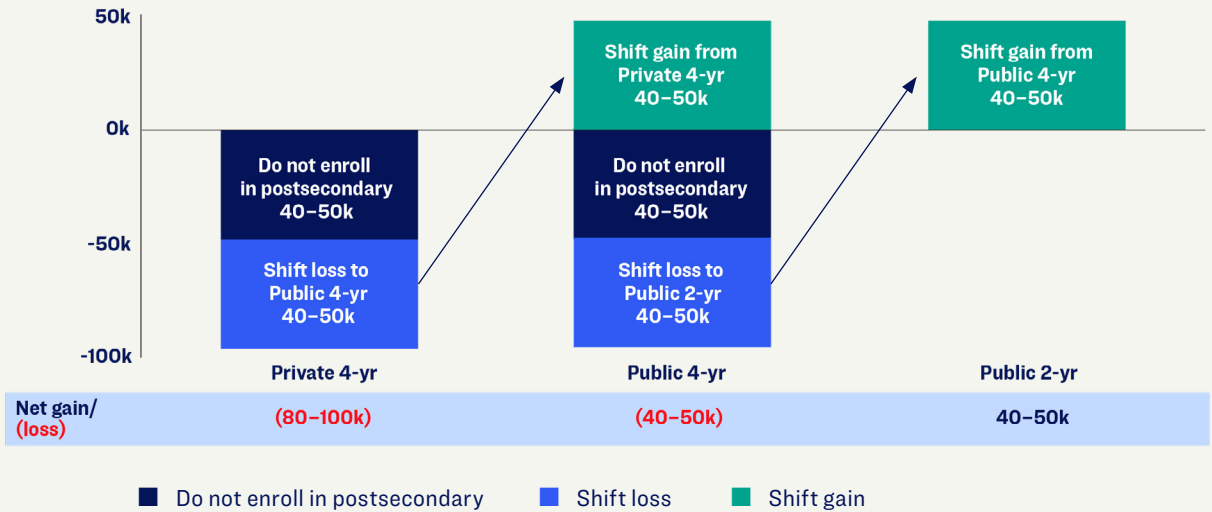 50k
0k
-50k
-100k
Do not enroll
in postsecondary
40–50k
Shift loss to
Public 4-yr
40–50k
Shift gain from
Private 4-yr
40–50k
Do not enroll
in postsecondary
40–50k
Shift loss to
Public 2-yr
40–50k
Shift gain from
Public 4-yr
40–50k
Private 4-yr
Public 4-yr
Public 2-yr
Net gain/
(loss)
(80–100k)
(40–50k)
40–50k
Do not enroll in postsecondary
Shift loss
Shift gain